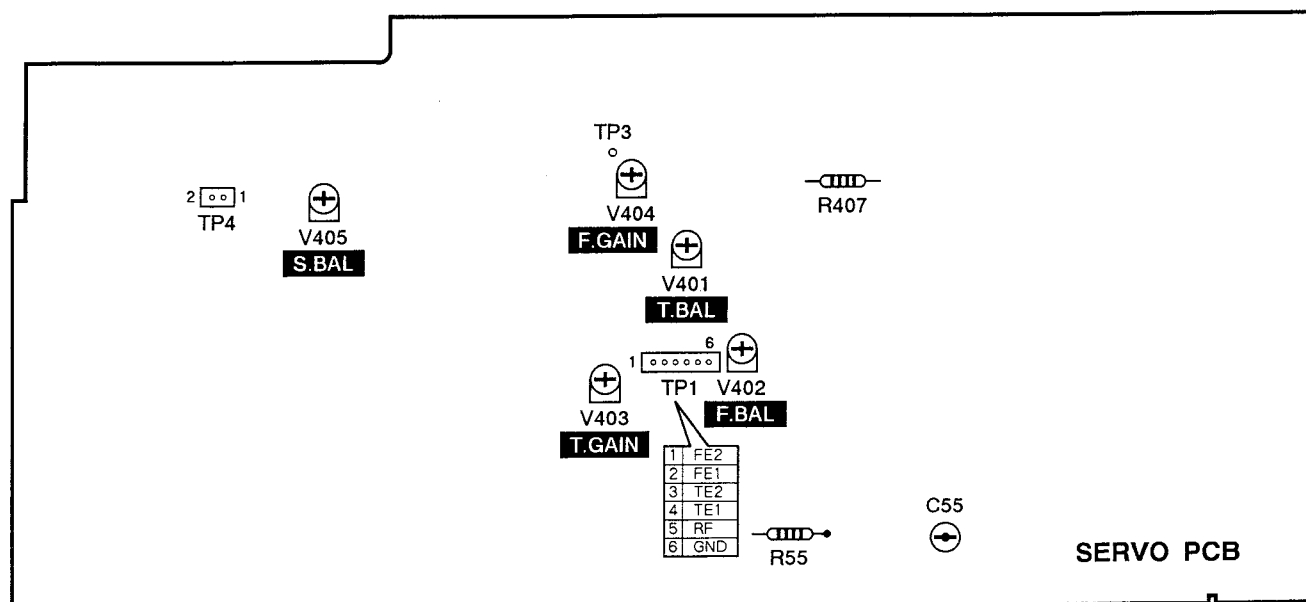 TP3
2 1
TP4
V405
S.BAL
V404
F.GAIN
R407
V401
T.BAL
1 6
TP1
V402
F.BAL
V403
T.GAIN
1 FE2
2 FE1
3 TE2
4 TE1
5 RF
6 GND
R55
C55
SERVO PCB